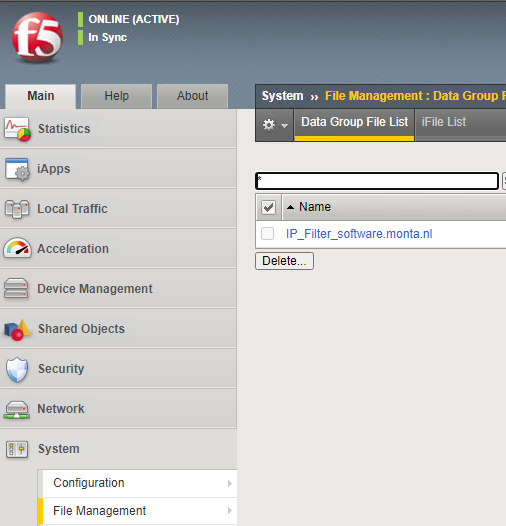 f5
ONLINE (ACTIVE)
In Sync
Main
Help
About
System ›› File Management : Data Group F
Statistics
iApps
Local Traffic
Acceleration
Device Management
Shared Objects
Security
Network
System
Configuration
File Management
Data Group File List
iFile List
*
Name
IP_Filter_software.monta.nl
Delete...